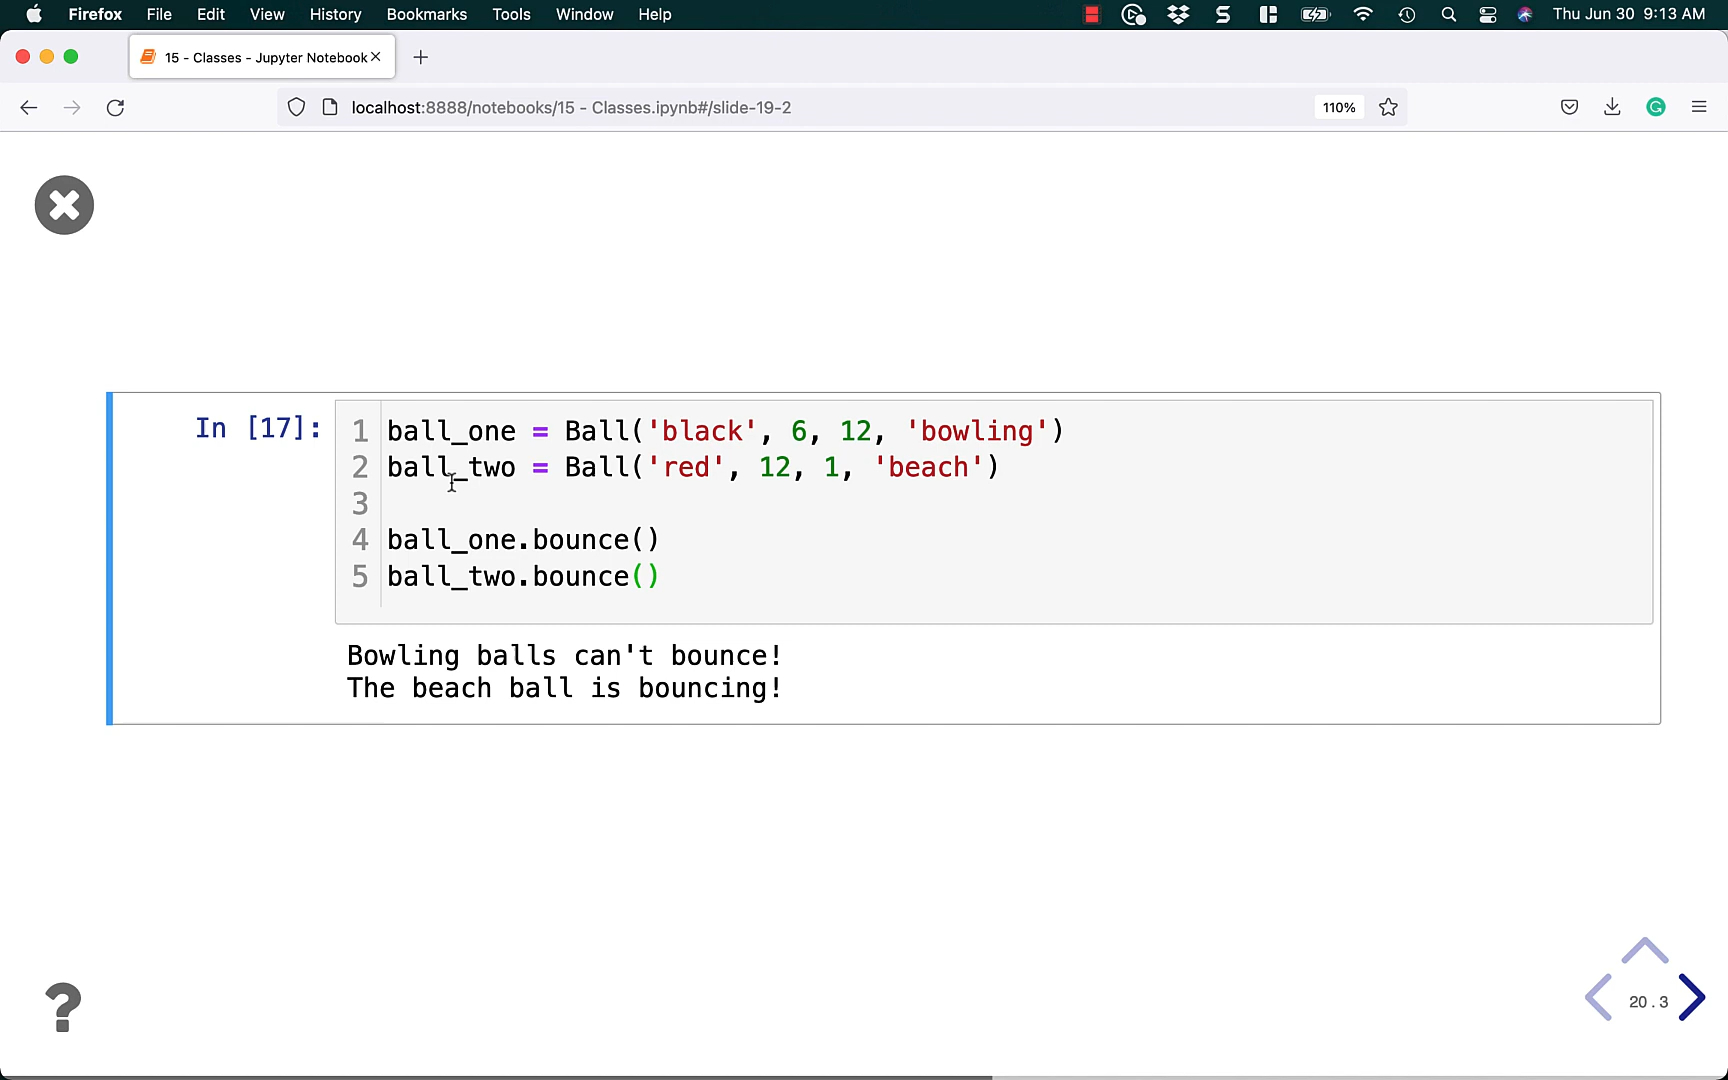 Firefox File Edit View History Bookmarks Tools Window Help Thu Jun 30 9:13 AM
15 - Classes - Jupyter Notebook
localhost:8888/notebooks/15 - Classes.ipynb#/slide-19-2 110%
In [17]:
1 ball_one = Ball('black', 6, 12, 'bowling')
2 ball_two = Ball('red', 12, 1, 'beach')
3
4 ball_one.bounce()
5 ball_two.bounce()
Bowling balls can't bounce!
The beach ball is bouncing!
?
20 . 3